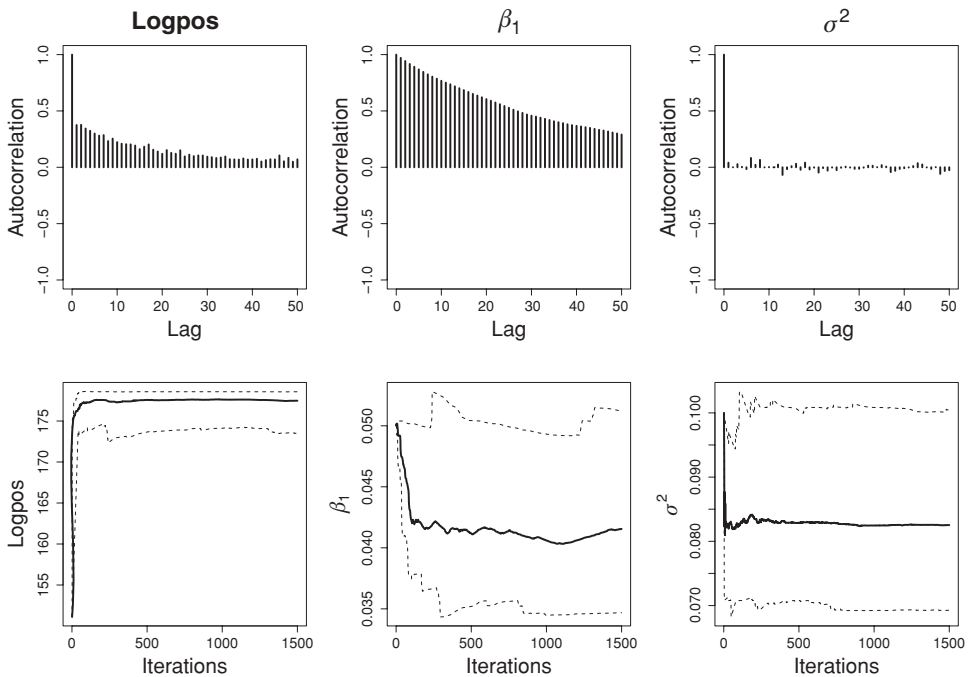 Logpos
β1
σ2
Autocorrelation
1.0
0.5
0.0
−0.5
−1.0
0 10 20 30 40 50
Lag
Autocorrelation
1.0
0.5
0.0
−0.5
−1.0
0 10 20 30 40 50
Lag
Autocorrelation
1.0
0.5
0.0
−0.5
−1.0
0 10 20 30 40 50
Lag
Logpos
175
170
165
160
155
0 500 1000 1500
Iterations
β1
0.050
0.045
0.040
0.035
0 500 1000 1500
Iterations
σ2
0.100
0.090
0.080
0.070
0 500 1000 1500
Iterations